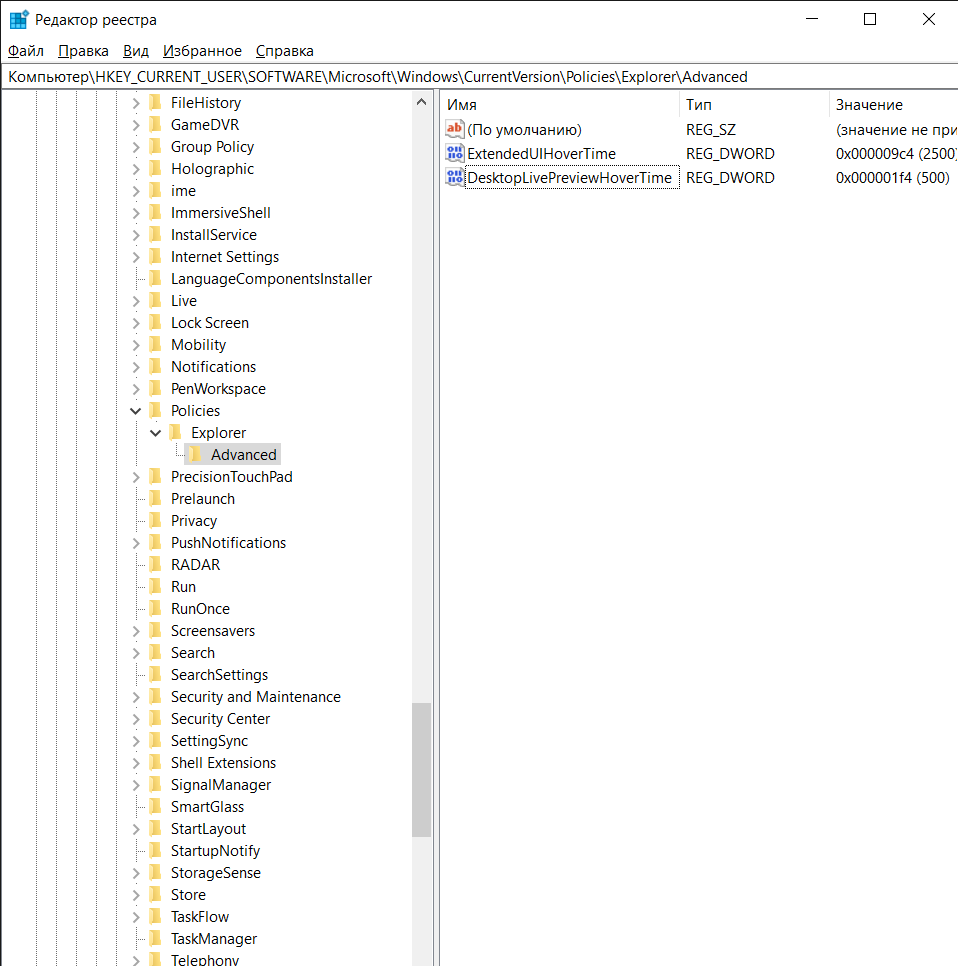 Редактор реестра
Файл Правка Вид Избранное Справка
Компьютер\HKEY_CURRENT_USER\SOFTWARE\Microsoft\Windows\CurrentVersion\Policies\Explorer\Advanced
FileHistory
GameDVR
Group Policy
Holographic
ime
ImmersiveShell
InstallService
Internet Settings
LanguageComponentsInstaller
Live
Lock Screen
Mobility
Notifications
PenWorkspace
Policies
Explorer
Advanced
PrecisionTouchPad
Prelaunch
Privacy
PushNotifications
RADAR
Run
RunOnce
Screensavers
Search
SearchSettings
Security and Maintenance
Security Center
SettingSync
Shell Extensions
SignalManager
SmartGlass
StartLayout
StartupNotify
StorageSense
Store
TaskFlow
TaskManager
Telephony
Имя Тип Значение
(По умолчанию) REG_SZ (значение не при
ExtendedUIHoverTime REG_DWORD 0x000009c4 (2500)
DesktopLivePreviewHoverTime REG_DWORD 0x000001f4 (500)